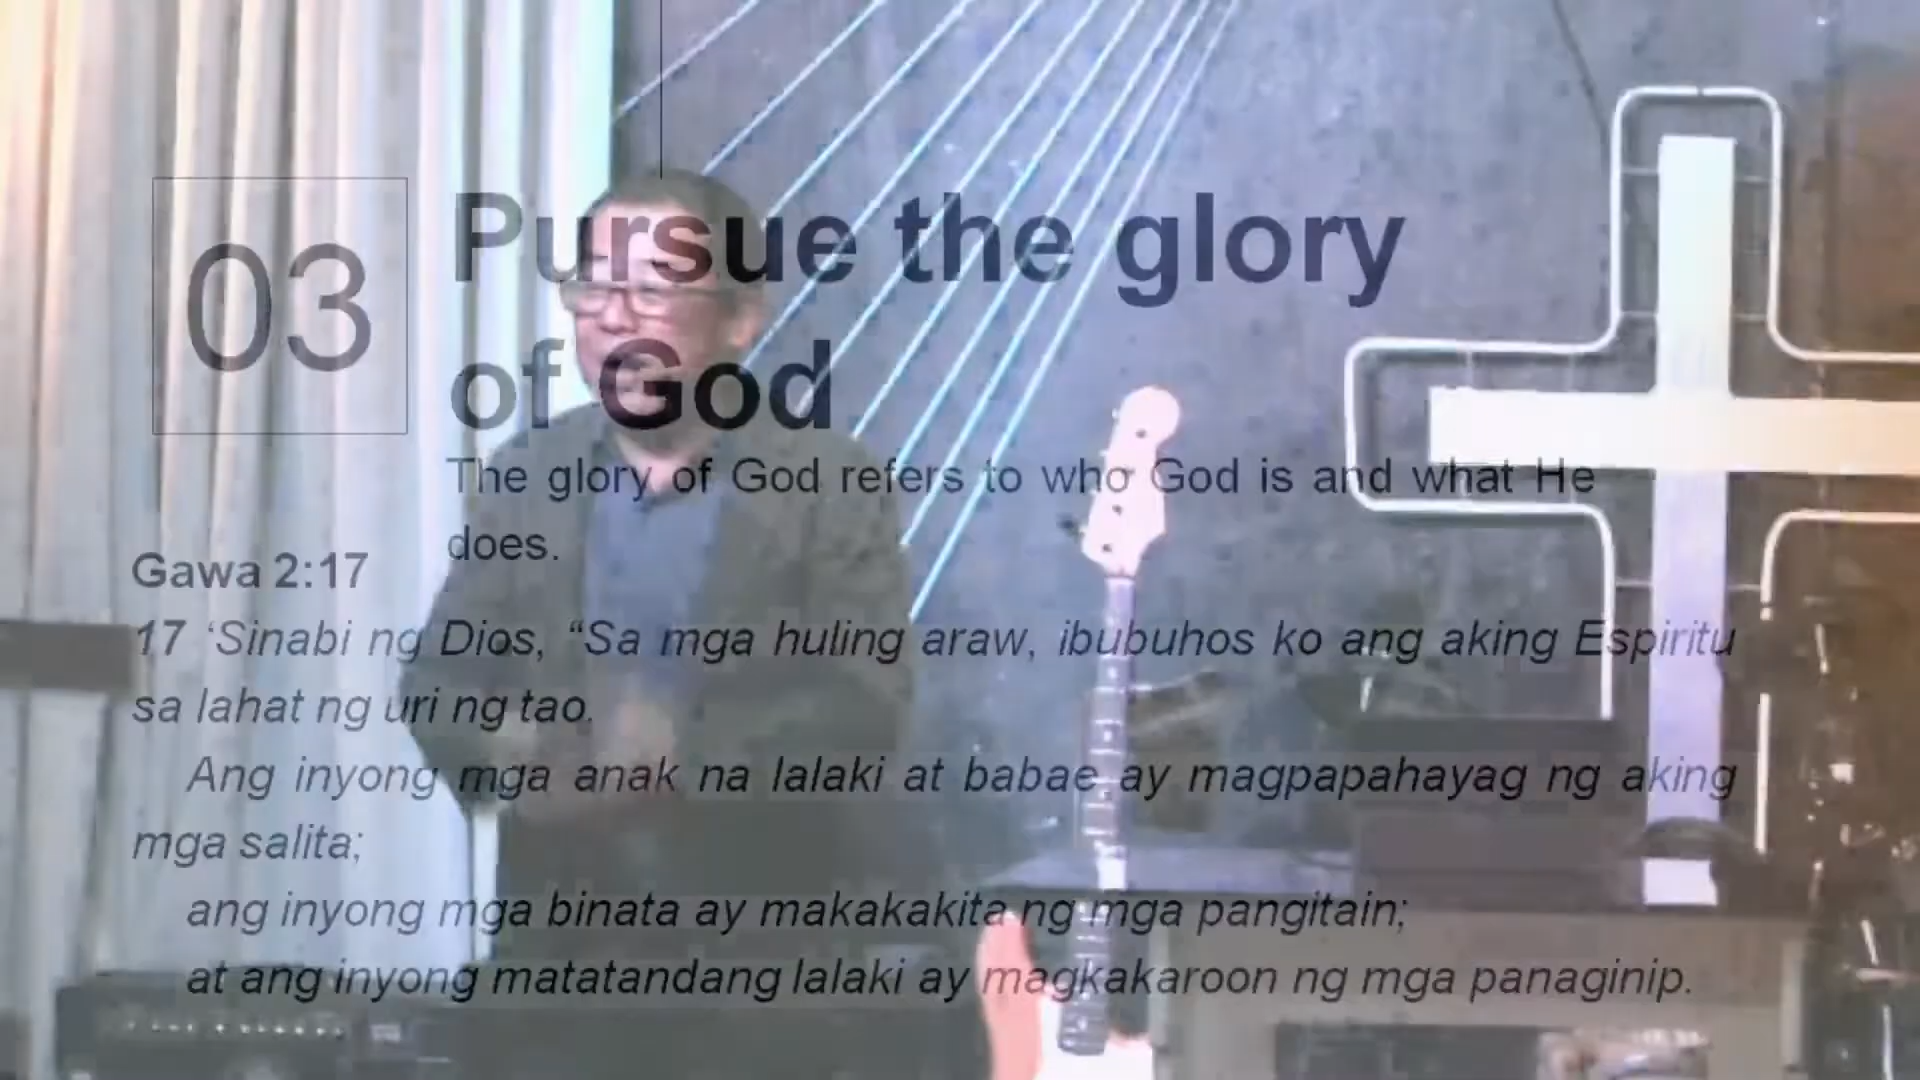 03
Pursue the glory
of God
The glory of God refers to who God is and what He
does.
Gawa 2:17
17 ‘Sinabi ng Dios, “Sa mga huling araw, ibubuhos ko ang aking Espiritu
sa lahat ng uri ng tao.
Ang inyong mga anak na lalaki at babae ay magpapahayag ng aking
mga salita;
ang inyong mga binata ay makakakita ng mga pangitain;
at ang inyong matatandang lalaki ay magkakaroon ng mga panaginip.